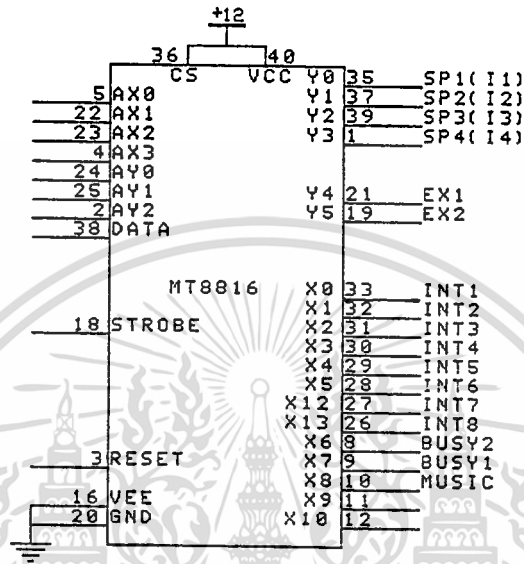 +12
36 40
CS VCC Y0 35 SP1(I1)
5 AX0 Y1 37 SP2(I2)
22 AX1 Y2 39 SP3(I3)
23 AX2 Y3 1 SP4(I4)
4 AX3
24 AY0
25 AY1 Y4 21 EX1
2 AY2 Y5 19 EX2
38 DATA
MT8816 X0 33 INT1
X1 32 INT2
18 STROBE X2 31 INT3
X3 30 INT4
X4 29 INT5
X5 28 INT6
X12 27 INT7
X13 26 INT8
X6 8 BUSY2
3 RESET X7 9 BUSY1
X8 10 MUSIC
16 VEE X9 11
20 GND X10 12